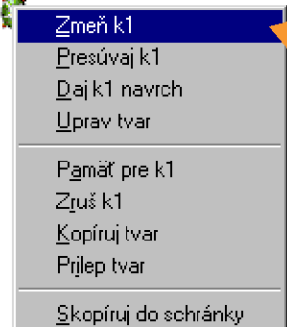 Zmeň k1
Presúvaj k1
Daj k1 navrch
Uprav tvar
Pamäť pre k1
Zruš k1
Kopíruj tvar
Prilep tvar
Skopíruj do schránky